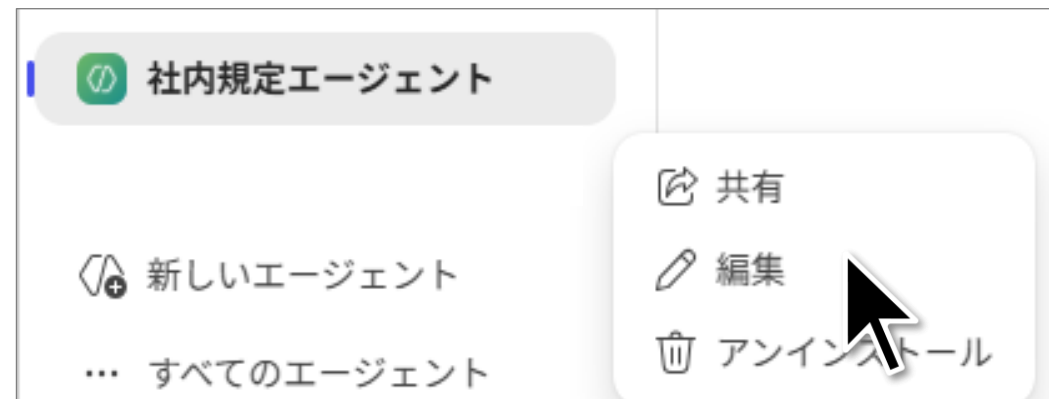 社内規定エージェント
共有
編集
新しいエージェント
アンインストール
すべてのエージェント